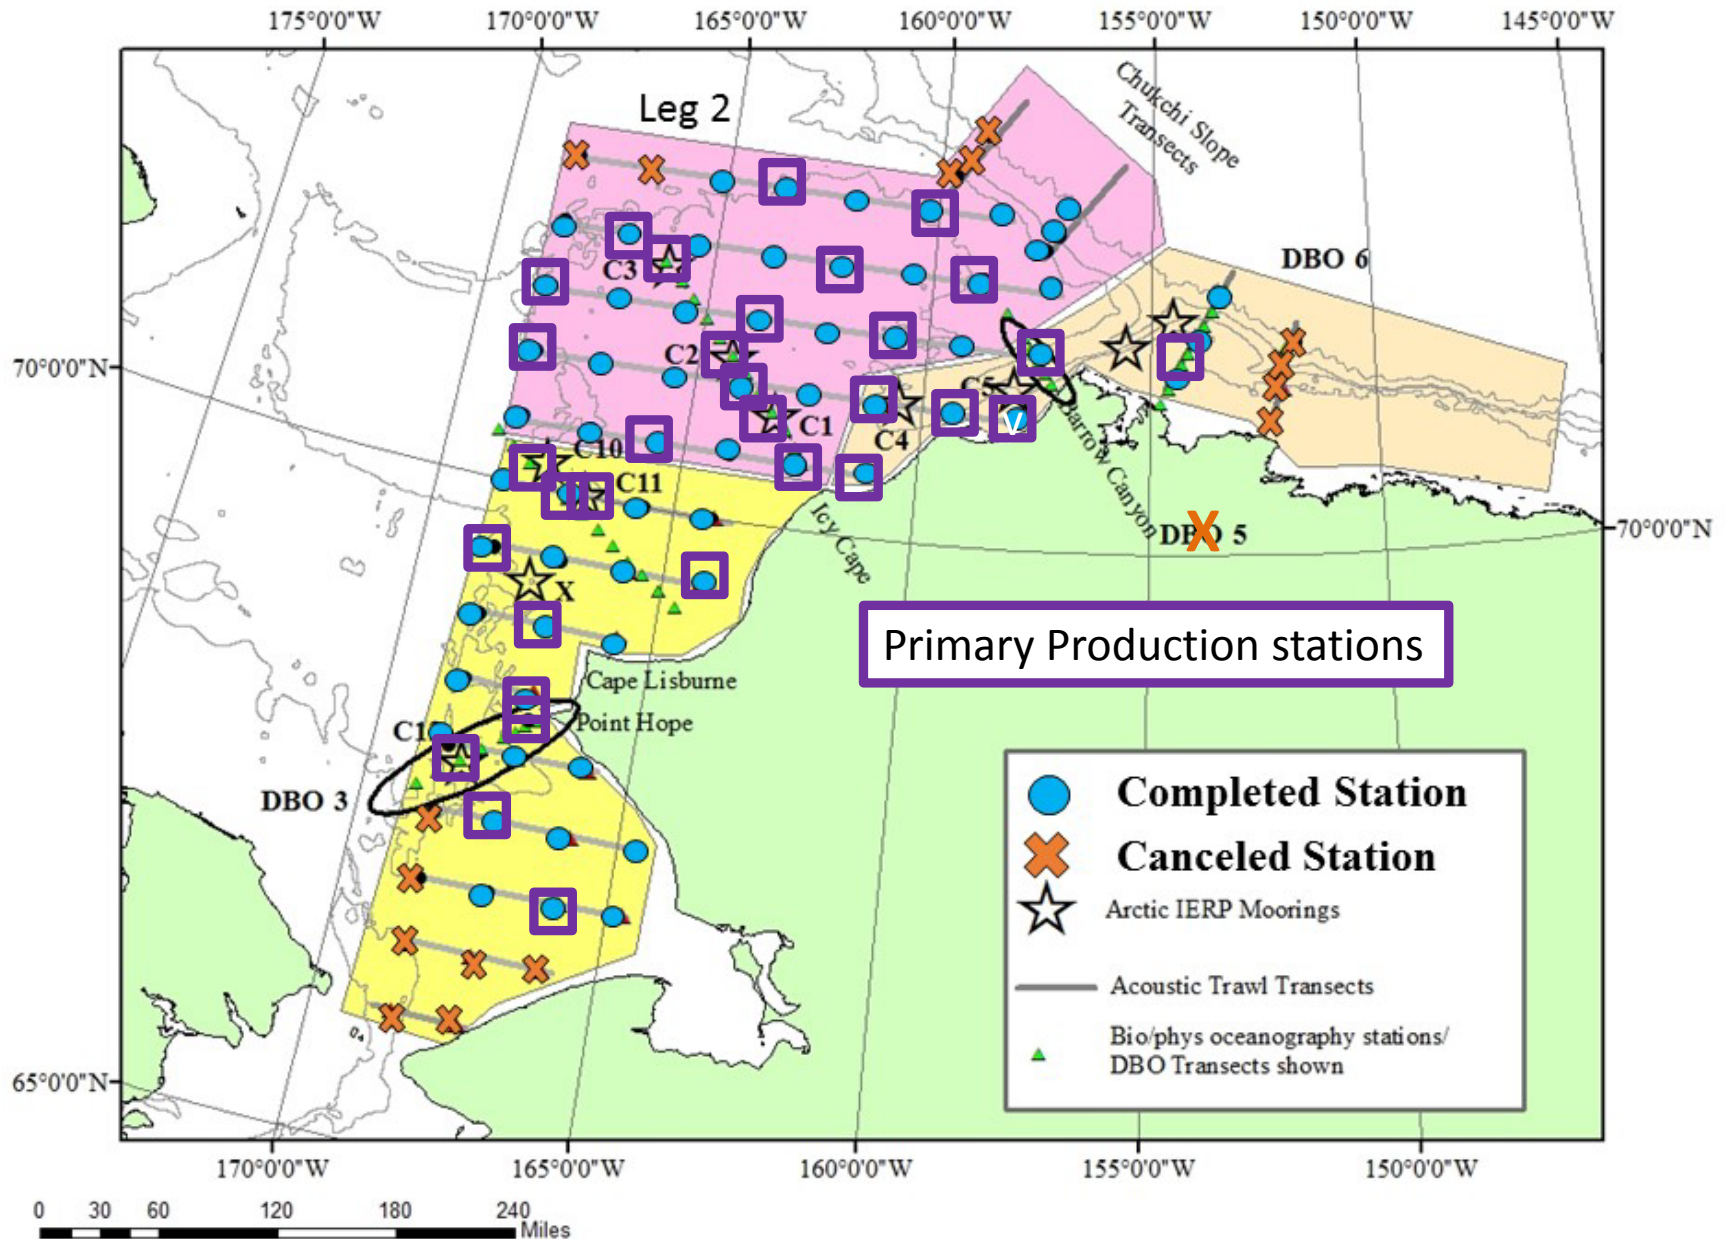 175°0'0"W 170°0'0"W 165°0'0"W 160°0'0"W 155°0'0"W 150°0'0"W 145°0'0"W
Leg 2
Chukchi Slope
Transects
DBO 6
C3
70°0'0"N
C2
C5
C1
C4
C10
C11
Barrow Canyon
Icy Cape
DBO 5
X
70°0'0"N
X
V
Primary Production stations
Cape Lisburne
Point Hope
C1
DBO 3
Completed Station
Canceled Station
Arctic IERP Moorings
Acoustic Trawl Transects
Bio/phys oceanography stations/
DBO Transects shown
65°0'0"N
170°0'0"W 165°0'0"W 160°0'0"W 155°0'0"W 150°0'0"W
0 30 60 120 180 240
Miles